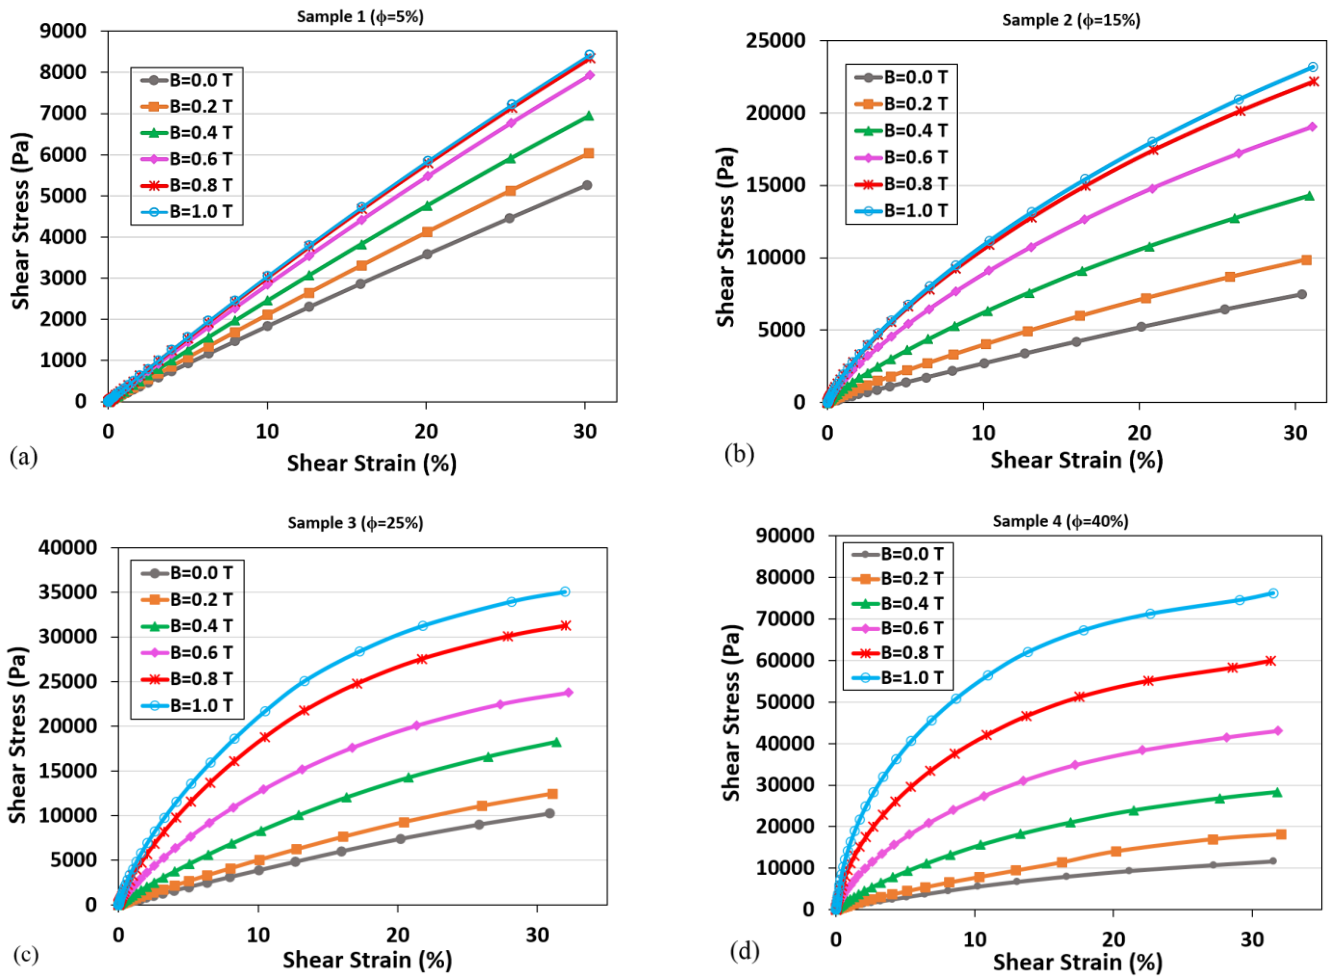 Sample 1 (ϕ=5%)
Shear Stress (Pa)
9000
8000
7000
6000
5000
4000
3000
2000
1000
0
B=0.0 T
B=0.2 T
B=0.4 T
B=0.6 T
B=0.8 T
B=1.0 T
0 10 20 30
Shear Strain (%)
(a)
Sample 2 (ϕ=15%)
Shear Stress (Pa)
25000
20000
15000
10000
5000
0
B=0.0 T
B=0.2 T
B=0.4 T
B=0.6 T
B=0.8 T
B=1.0 T
0 10 20 30
Shear Strain (%)
(b)
Sample 3 (ϕ=25%)
Shear Stress (Pa)
40000
35000
30000
25000
20000
15000
10000
5000
0
B=0.0 T
B=0.2 T
B=0.4 T
B=0.6 T
B=0.8 T
B=1.0 T
0 10 20 30
Shear Strain (%)
(c)
Sample 4 (ϕ=40%)
Shear Stress (Pa)
90000
80000
70000
60000
50000
40000
30000
20000
10000
0
B=0.0 T
B=0.2 T
B=0.4 T
B=0.6 T
B=0.8 T
B=1.0 T
0 10 20 30
Shear Strain (%)
(d)